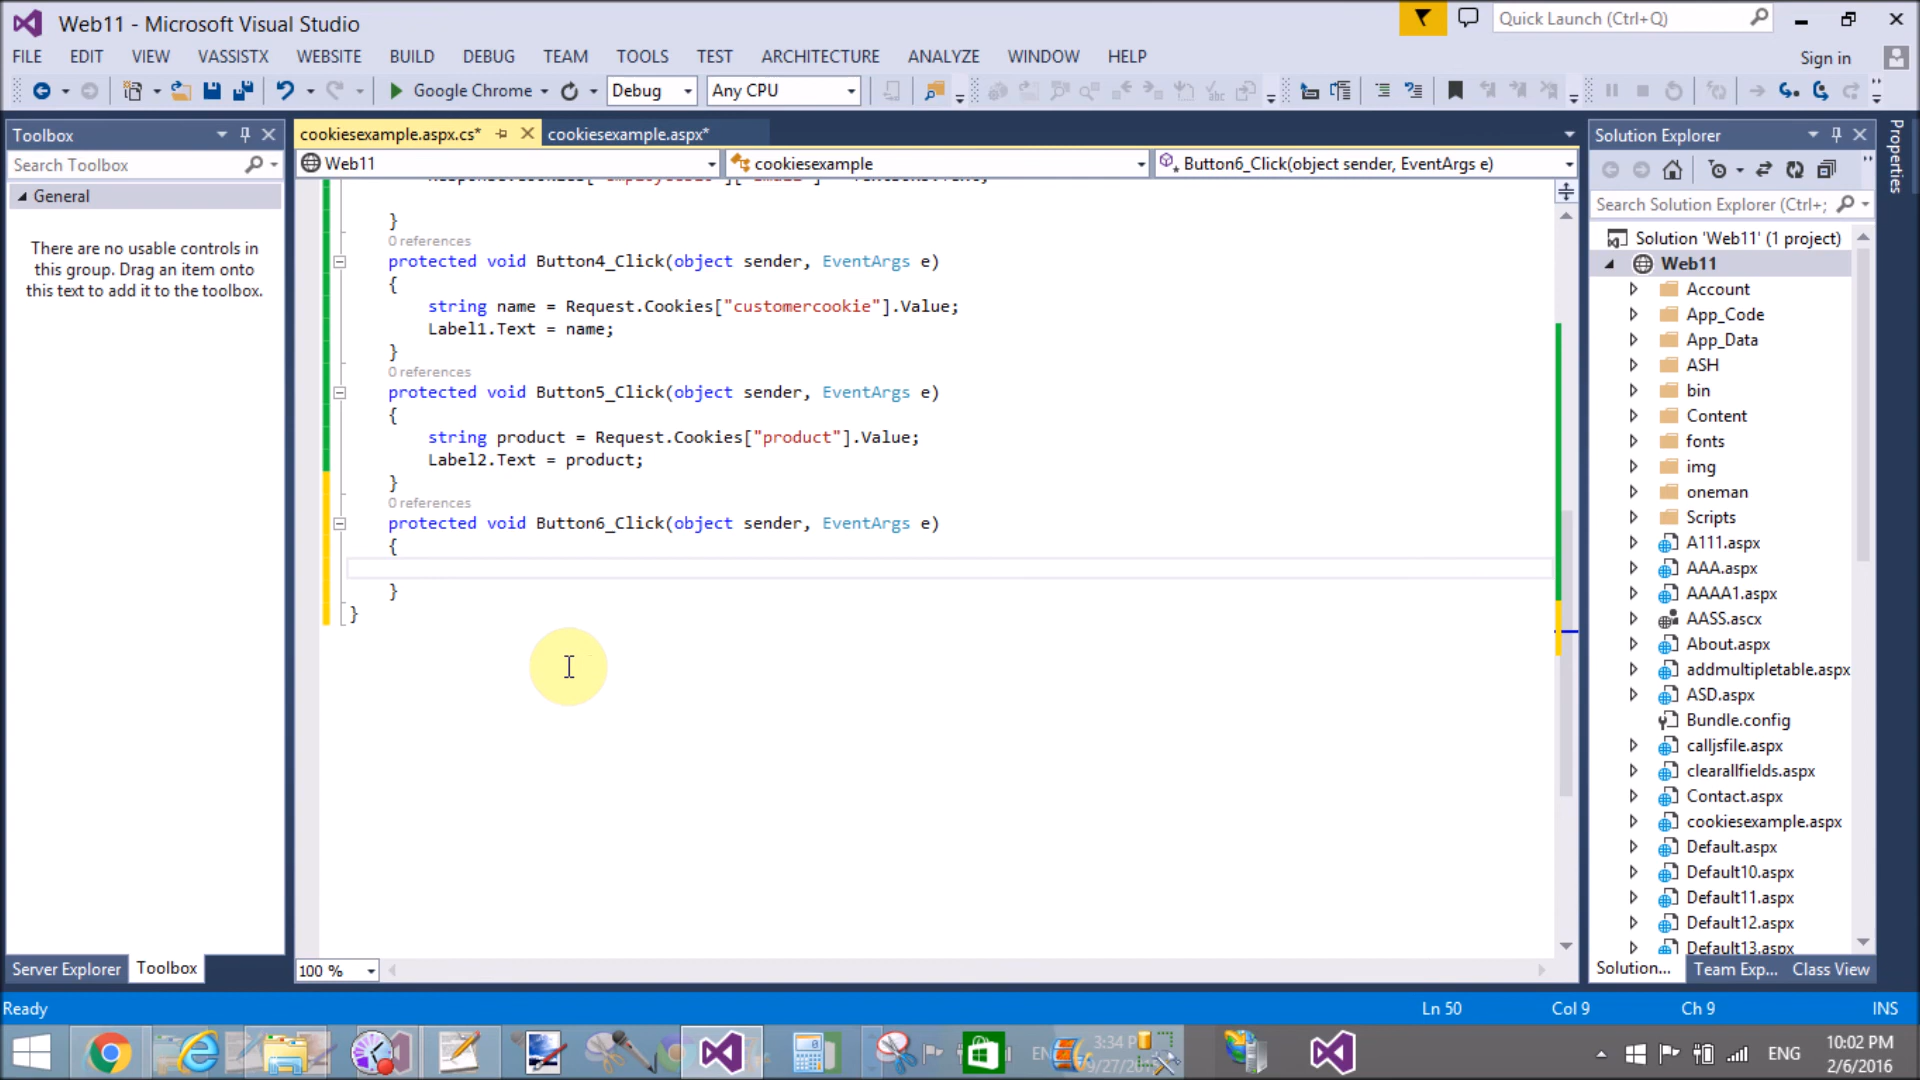 Web11 - Microsoft Visual Studio
Quick Launch (Ctrl+Q)
FILE EDIT VIEW VASSISTX WEBSITE BUILD DEBUG TEAM TOOLS TEST ARCHITECTURE ANALYZE WINDOW HELP
Sign in
Google Chrome Debug Any CPU
Toolbox
Search Toolbox
General
There are no usable controls in
this group. Drag an item onto
this text to add it to the toolbox.
Server Explorer Toolbox
cookiesexample.aspx.cs* cookiesexample.aspx*
Web11 cookiesexample Button6_Click(object sender, EventArgs e)
}
0 references
protected void Button4_Click(object sender, EventArgs e)
{
string name = Request.Cookies["customercookie"].Value;
Label1.Text = name;
}
0 references
protected void Button5_Click(object sender, EventArgs e)
{
string product = Request.Cookies["product"].Value;
Label2.Text = product;
}
0 references
protected void Button6_Click(object sender, EventArgs e)
{
}
}
100 %
Solution Explorer
Search Solution Explorer (Ctrl+;
Solution 'Web11' (1 project)
Web11
Account
App_Code
App_Data
ASH
bin
Content
fonts
img
oneman
Scripts
A111.aspx
AAA.aspx
AAAA1.aspx
AASS.ascx
About.aspx
addmultipletable.aspx
ASD.aspx
Bundle.config
calljsfile.aspx
clearallfields.aspx
Contact.aspx
cookiesexample.aspx
Default.aspx
Default10.aspx
Default11.aspx
Default12.aspx
Default13.aspx
Solution... Team Exp... Class View
Properties
Ready
Ln 50 Col 9 Ch 9 INS
ENG
10:02 PM
2/6/2016